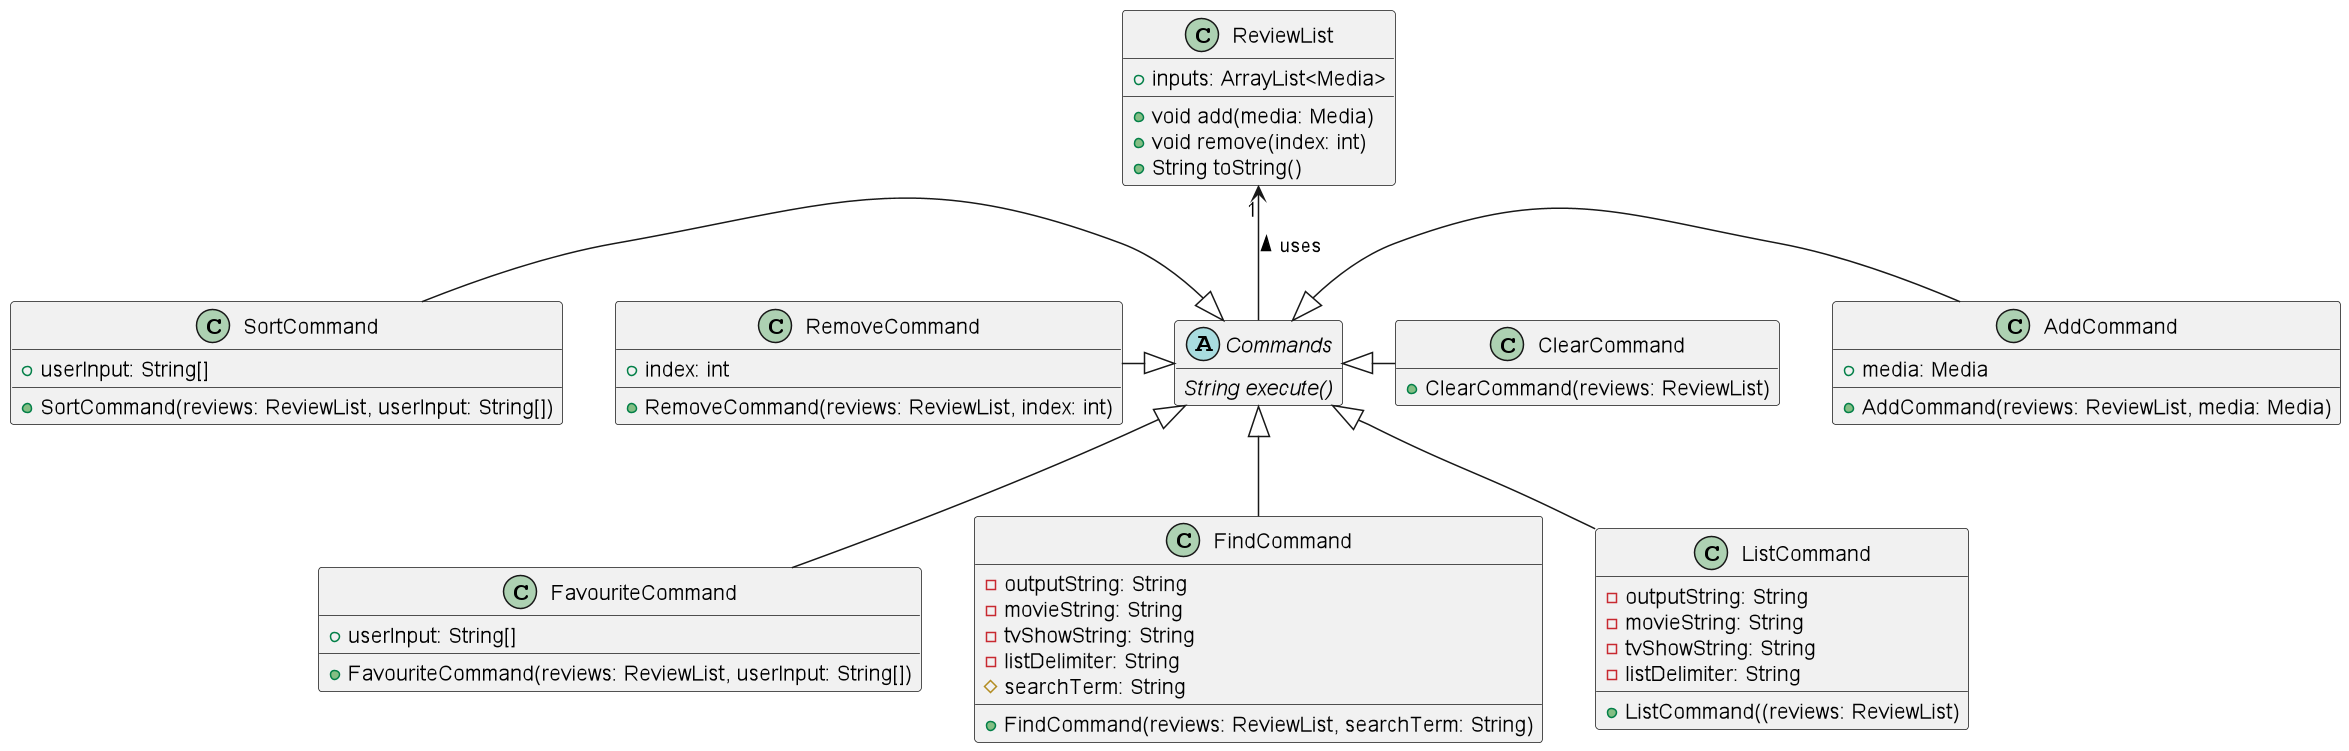 C ReviewList
inputs: ArrayList<Media>
void add(media: Media)
void remove(index: int)
String toString()
1
uses
C SortCommand
userInput: String[]
SortCommand(reviews: ReviewList, userInput: String[])
C RemoveCommand
index: int
RemoveCommand(reviews: ReviewList, index: int)
A Commands
String execute()
C ClearCommand
ClearCommand(reviews: ReviewList)
C AddCommand
media: Media
AddCommand(reviews: ReviewList, media: Media)
C FavouriteCommand
userInput: String[]
FavouriteCommand(reviews: ReviewList, userInput: String[])
C FindCommand
outputString: String
movieString: String
tvShowString: String
listDelimiter: String
searchTerm: String
FindCommand(reviews: ReviewList, searchTerm: String)
C ListCommand
outputString: String
movieString: String
tvShowString: String
listDelimiter: String
ListCommand((reviews: ReviewList)